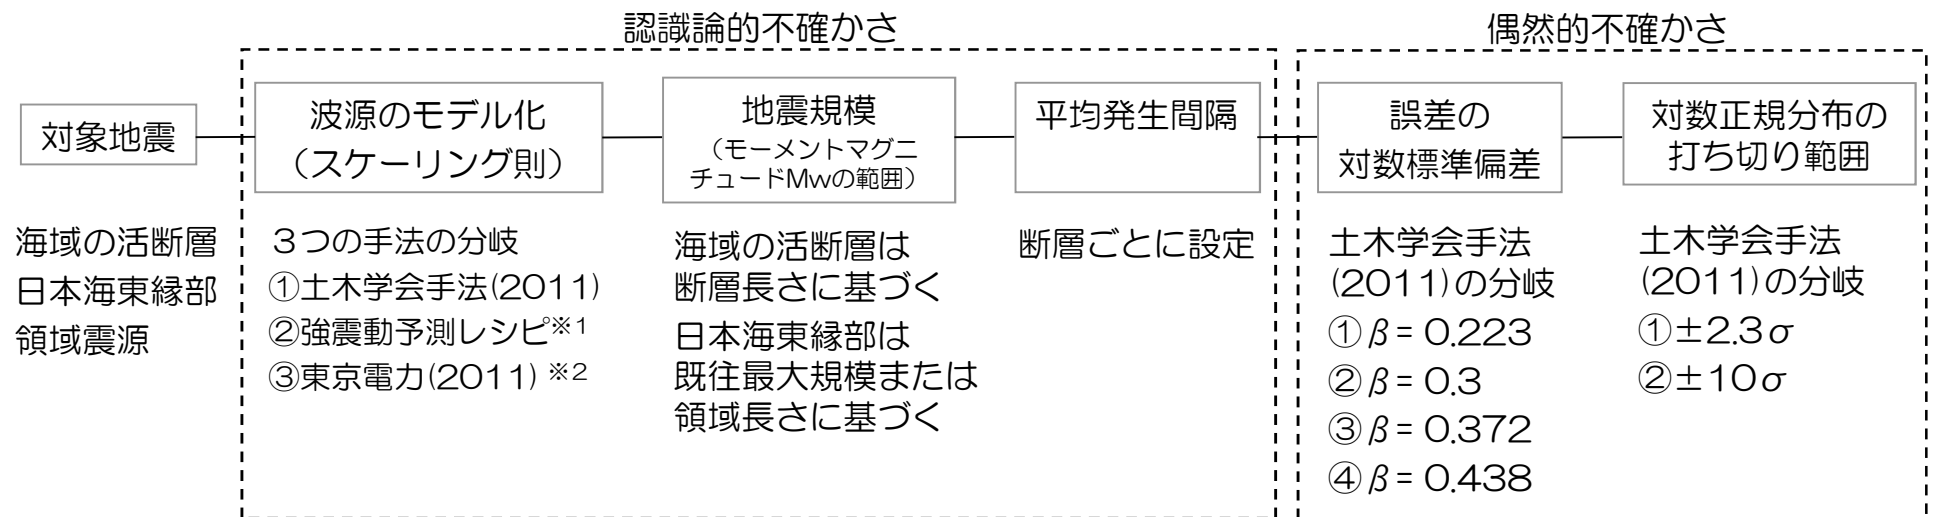 認識論的不確かさ
偶然的不確かさ
対象地震
波源のモデル化
（スケーリング則）
地震規模
（モーメントマグニ
チュードMwの範囲）
平均発生間隔
誤差の
対数標準偏差
対数正規分布の
打ち切り範囲
海域の活断層
日本海東縁部
領域震源
３つの手法の分岐
①土木学会手法(2011)
②強震動予測レシピ※1
③東京電力(2011) ※2
海域の活断層は
断層長さに基づく
日本海東縁部は
既往最大規模または
領域長さに基づく
断層ごとに設定
土木学会手法
(2011)の分岐
①β= 0.223
②β= 0.3
③β= 0.372
④β= 0.438
土木学会手法
(2011)の分岐
①±2.3σ
②±10σ